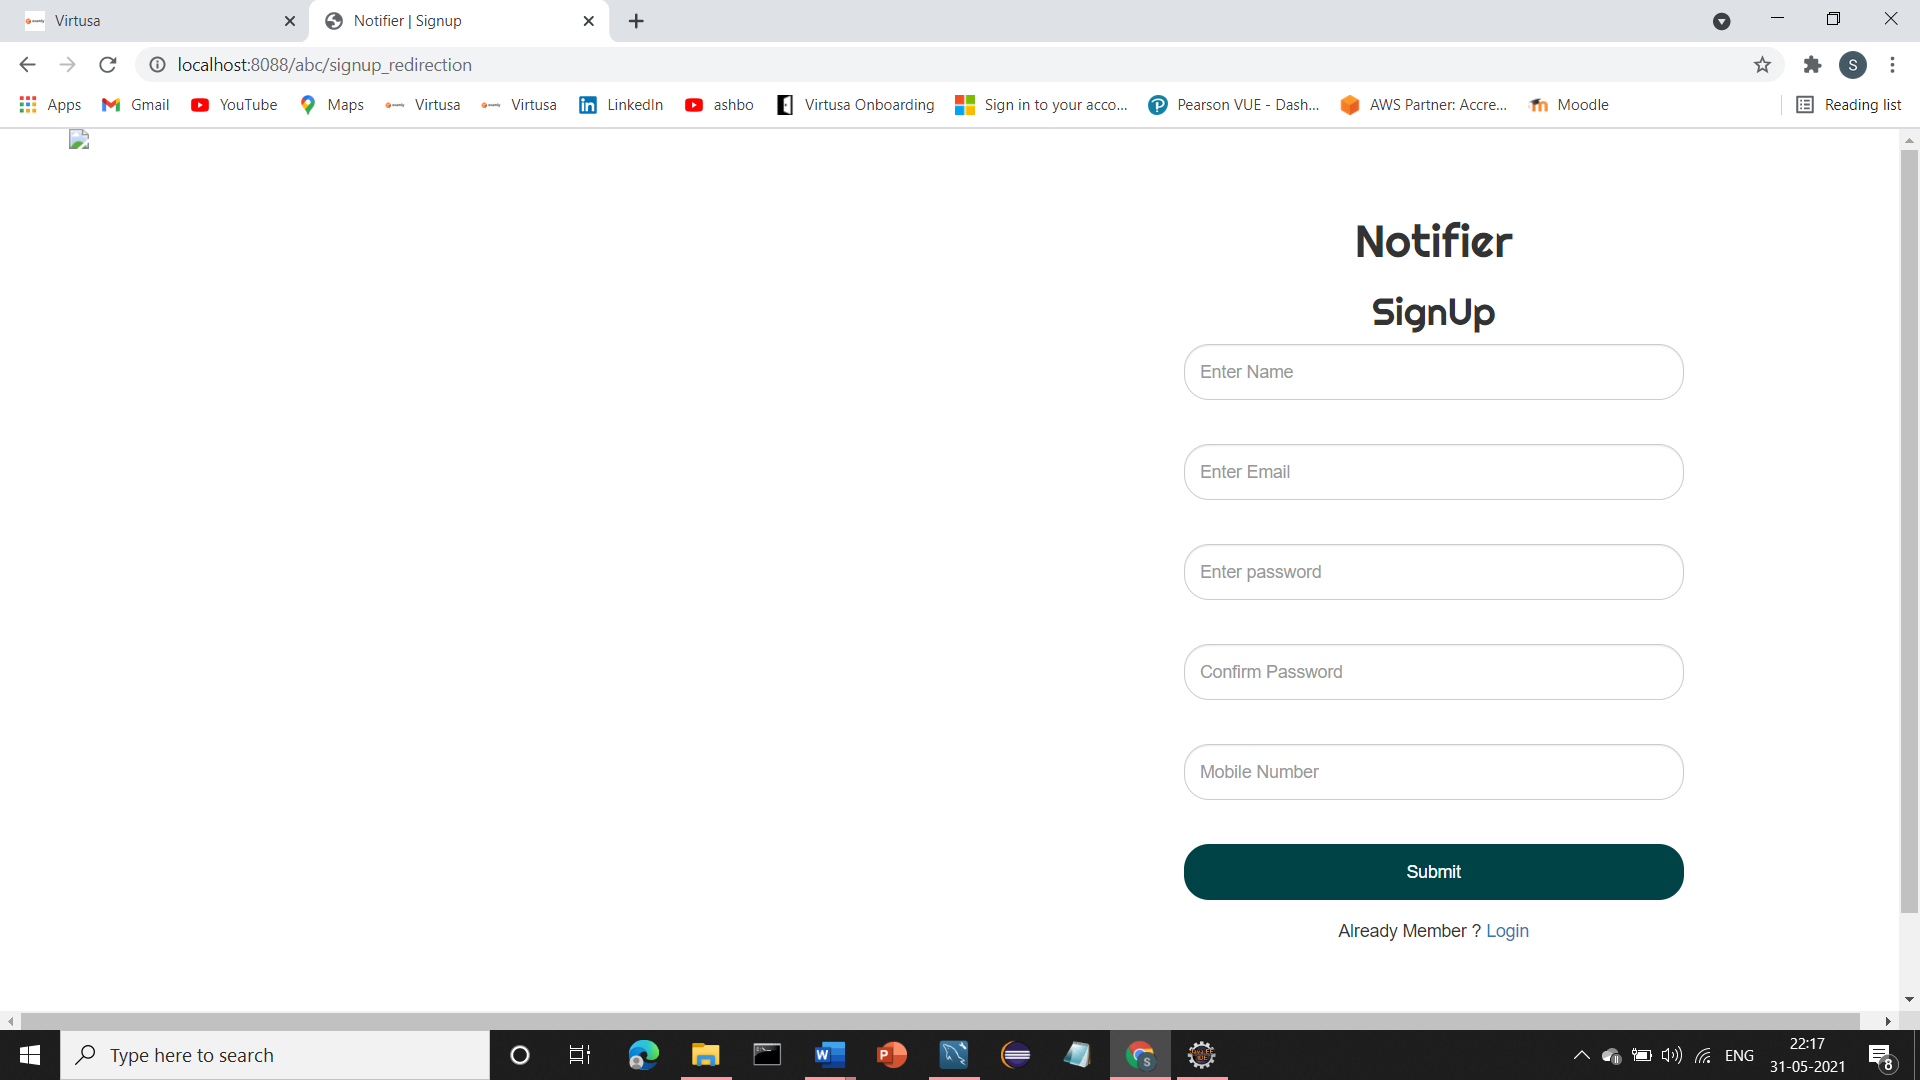 Virtusa
Notifier | Signup
localhost:8088/abc/signup_redirection
S
Apps Gmail YouTube Maps Virtusa Virtusa LinkedIn ashbo Virtusa Onboarding Sign in to your acco... Pearson VUE - Dash... AWS Partner: Accre... Moodle Reading list
Notifier
SignUp
Enter Name
Enter Email
Enter password
Confirm Password
Mobile Number
Submit
Already Member ? Login
Type here to search
ENG
22:17
31-05-2021
8